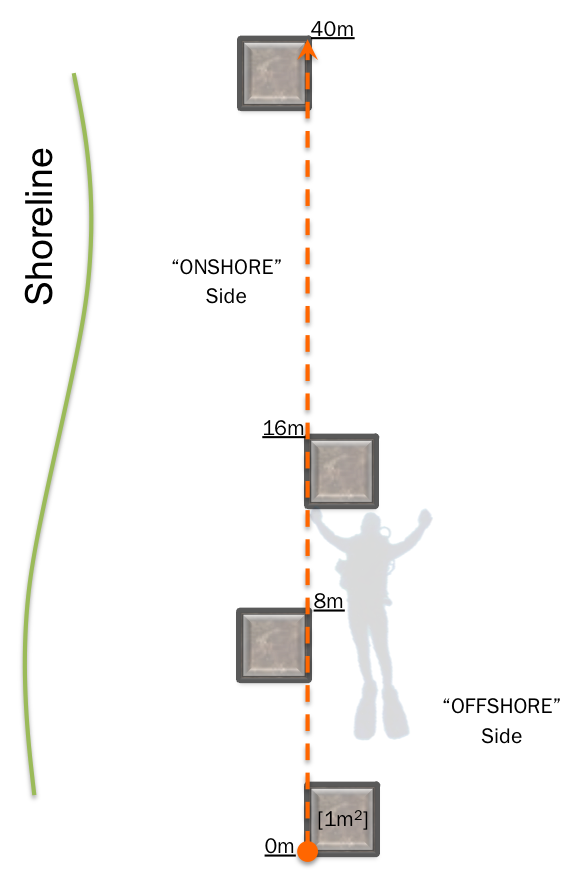 40m
Shoreline
“ONSHORE”
Side
16m
8m
“OFFSHORE”
Side
[1m²]
0m